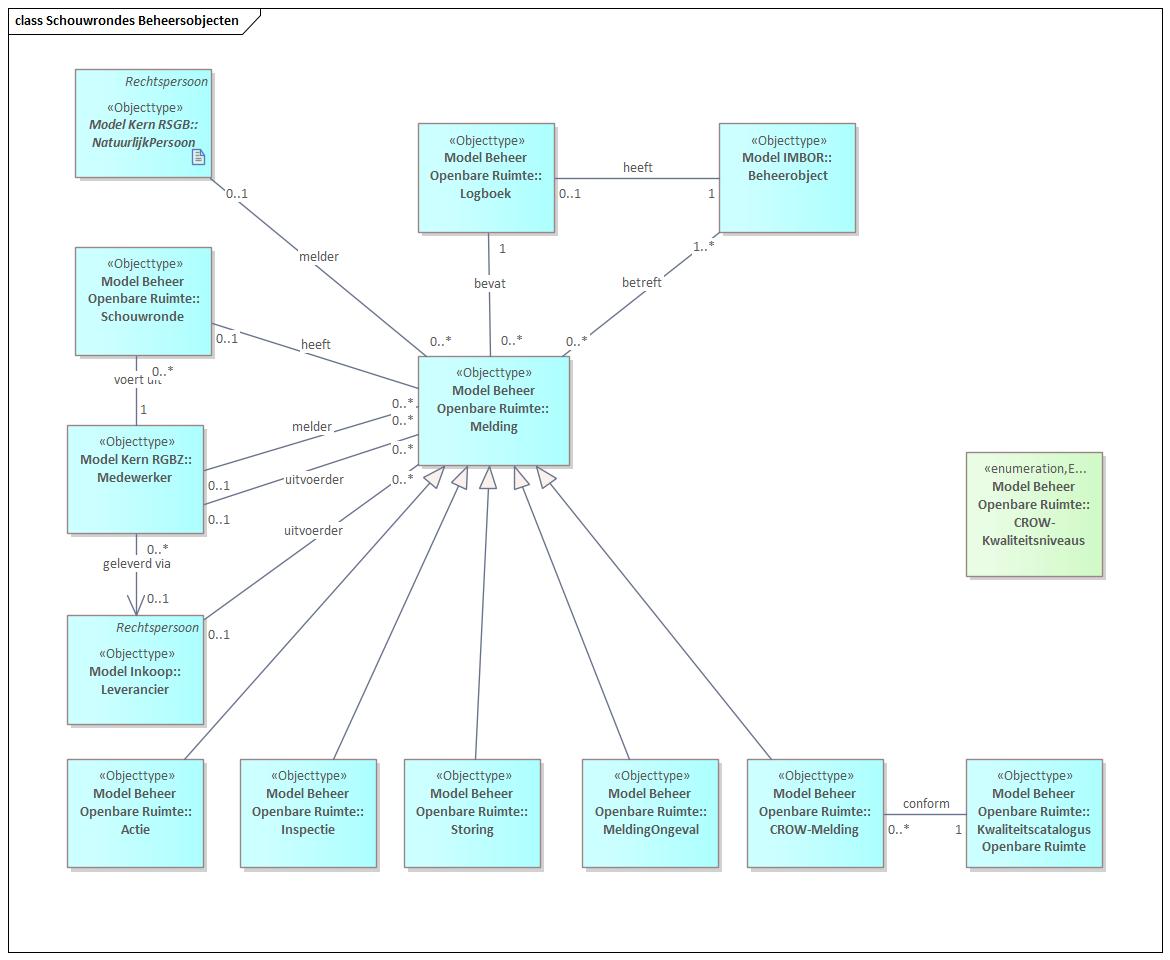 class Schouwrondes Beheersobjecten
Rechtspersoon
«Objecttype»
Model Kern RSGB::
NatuurlijkPersoon
«Objecttype»
Model Beheer
Openbare Ruimte::
Logboek
heeft
0..1
1
«Objecttype»
Model IMBOR::
Beheerobject
0..1
melder
0..*
1
bevat
0..*
1..*
betreft
0..*
«Objecttype»
Model Beheer
Openbare Ruimte::
Schouwronde
0..1
heeft
0..*
0..*
voert uit
1
«Objecttype»
Model Beheer
Openbare Ruimte::
Melding
«Objecttype»
Model Kern RGBZ::
Medewerker
melder
0..*
0..1
uitvoerder
0..*
0..1
uitvoerder
0..*
0..1
0..*
geleverd via
0..1
Rechtspersoon
«Objecttype»
Model Inkoop::
Leverancier
«enumeration,E...
Model Beheer
Openbare Ruimte::
CROW-
Kwaliteitsniveaus
«Objecttype»
Model Beheer
Openbare Ruimte::
Actie
«Objecttype»
Model Beheer
Openbare Ruimte::
Inspectie
«Objecttype»
Model Beheer
Openbare Ruimte::
Storing
«Objecttype»
Model Beheer
Openbare Ruimte::
MeldingOngeval
«Objecttype»
Model Beheer
Openbare Ruimte::
CROW-Melding
conform
0..*
1
«Objecttype»
Model Beheer
Openbare Ruimte::
Kwaliteitscatalogus
Openbare Ruimte